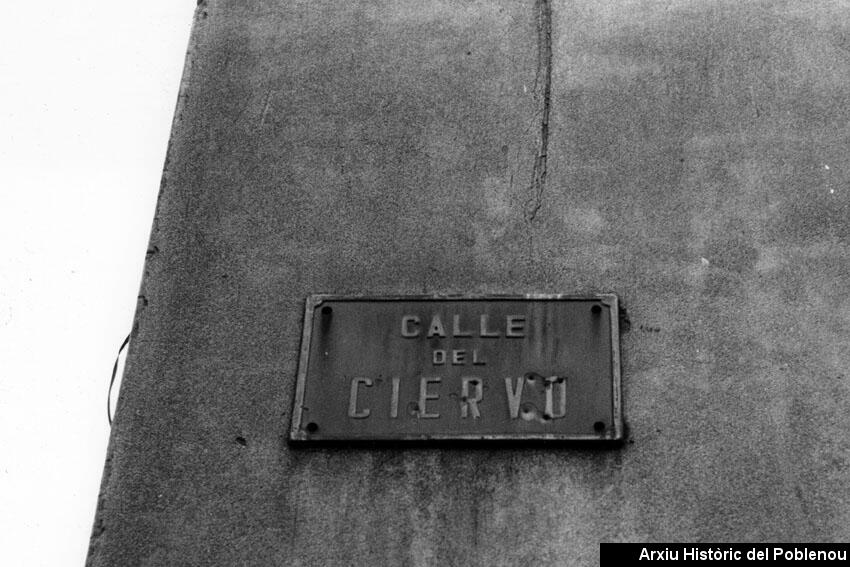 CALLE
DEL
CIERVO
Arxiu Històric del Poblenou